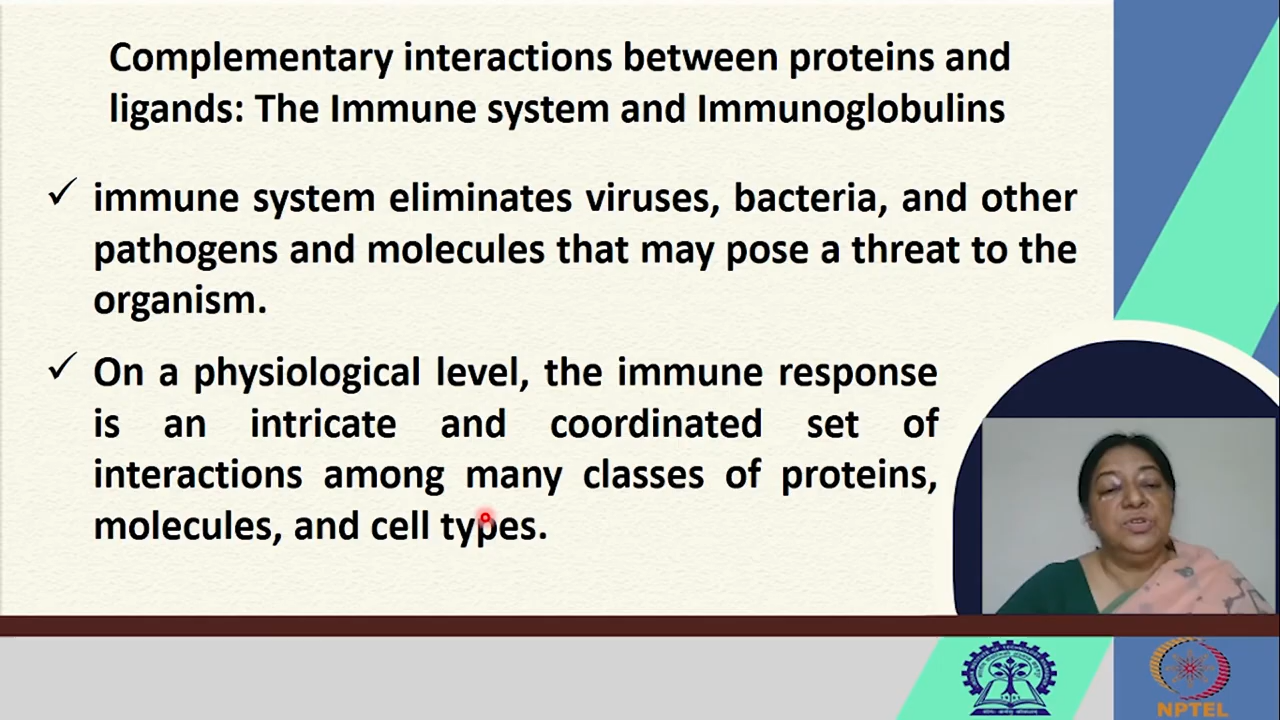 Complementary interactions between proteins and
ligands: The Immune system and Immunoglobulins
✓ immune system eliminates viruses, bacteria, and other
pathogens and molecules that may pose a threat to the
organism.
✓ On a physiological level, the immune response
is an intricate and coordinated set of
interactions among many classes of proteins,
molecules, and cell types.
NPTEL